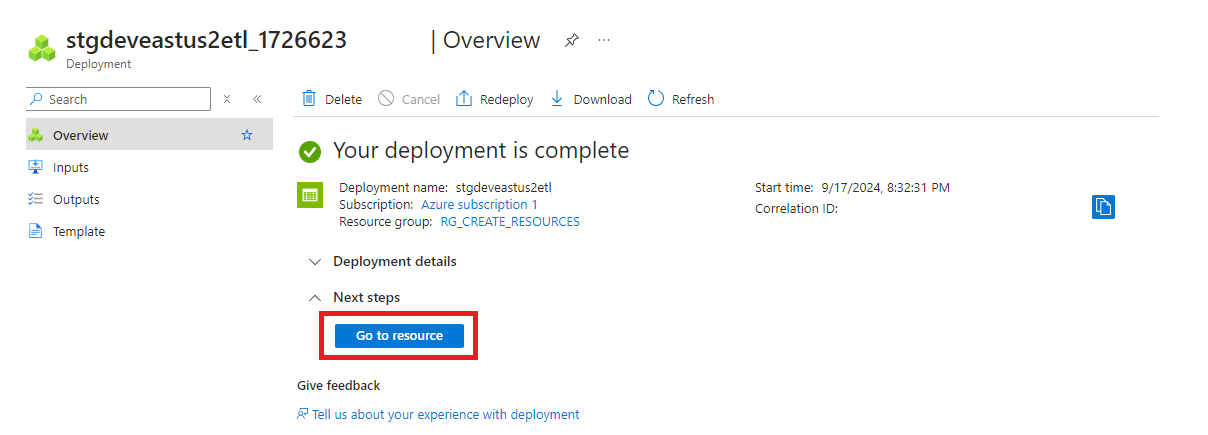 stgdeveastus2etl_1726623 | Overview
Deployment
Search
Delete Cancel Redeploy Download Refresh
Overview
Inputs
Outputs
Template
Your deployment is complete
Deployment name: stgdeveastus2etl
Subscription: Azure subscription 1
Resource group: RG_CREATE_RESOURCES
Start time: 9/17/2024, 8:32:31 PM
Correlation ID:
Deployment details
Next steps
Go to resource
Give feedback
Tell us about your experience with deployment